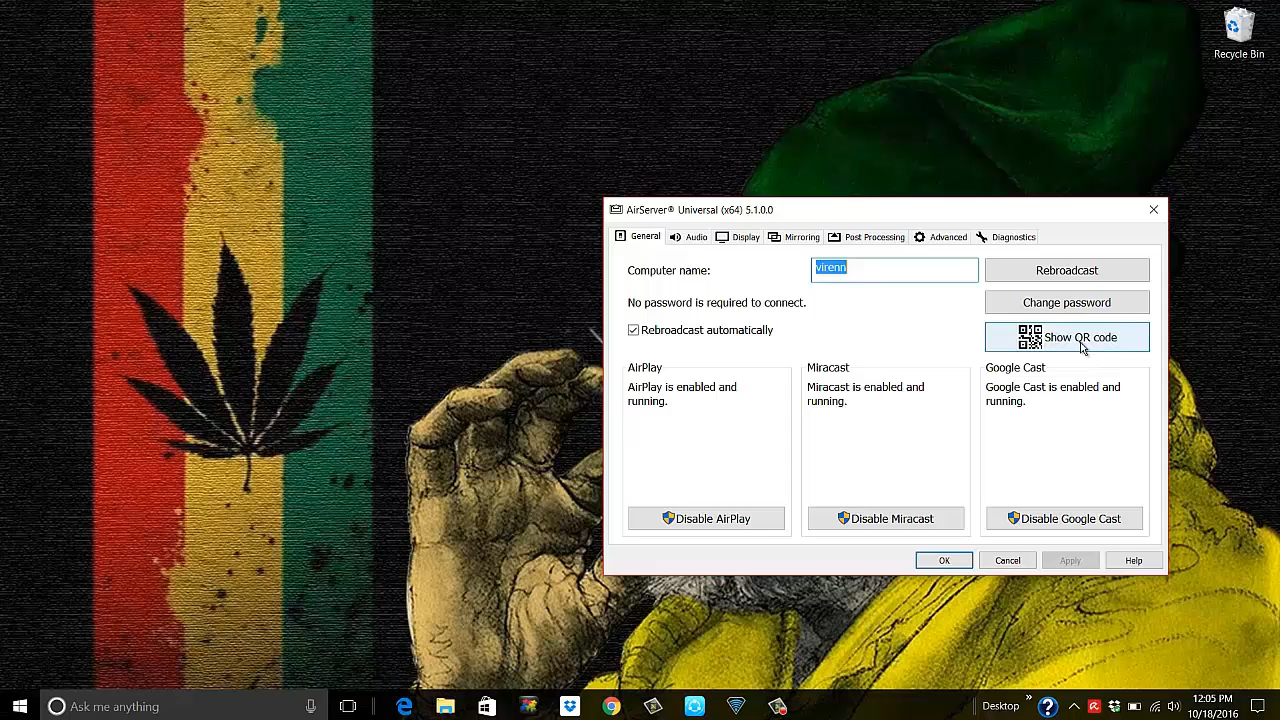 Recycle Bin
AirServer® Universal (x64) 5.1.0.0
General Audio Display Mirroring Post Processing Advanced Diagnostics
Computer name: virenn Rebroadcast
No password is required to connect. Change password
Rebroadcast automatically Show QR code
AirPlay Miracast Google Cast
AirPlay is enabled and Miracast is enabled and Google Cast is enabled and
running. running. running.
Disable AirPlay Disable Miracast Disable Google Cast
OK Cancel Apply Help
Ask me anything Desktop 12:05 PM
10/18/2016